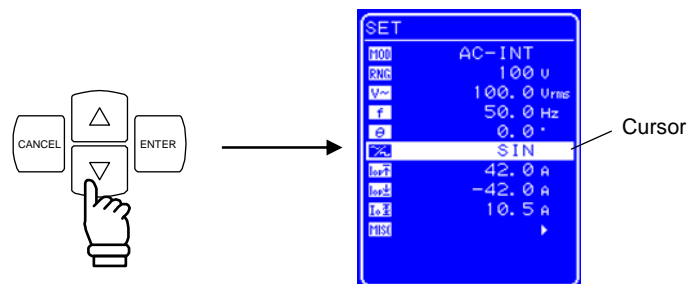 SET
MOD AC-INT
RNG 100 V
V~ 100.0 Vrms
f 50.0 Hz
θ 0.0 °
SIN
42.0 A
-42.0 A
10.5 A
MISC
CANCEL
ENTER
Cursor